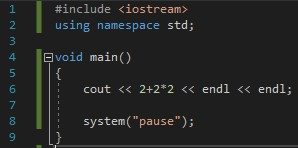 1 #include <iostream>
2 using namespace std;
3
4 void main()
5 {
6 cout << 2+2*2 << endl << endl;
7
8 system("pause");
9 }